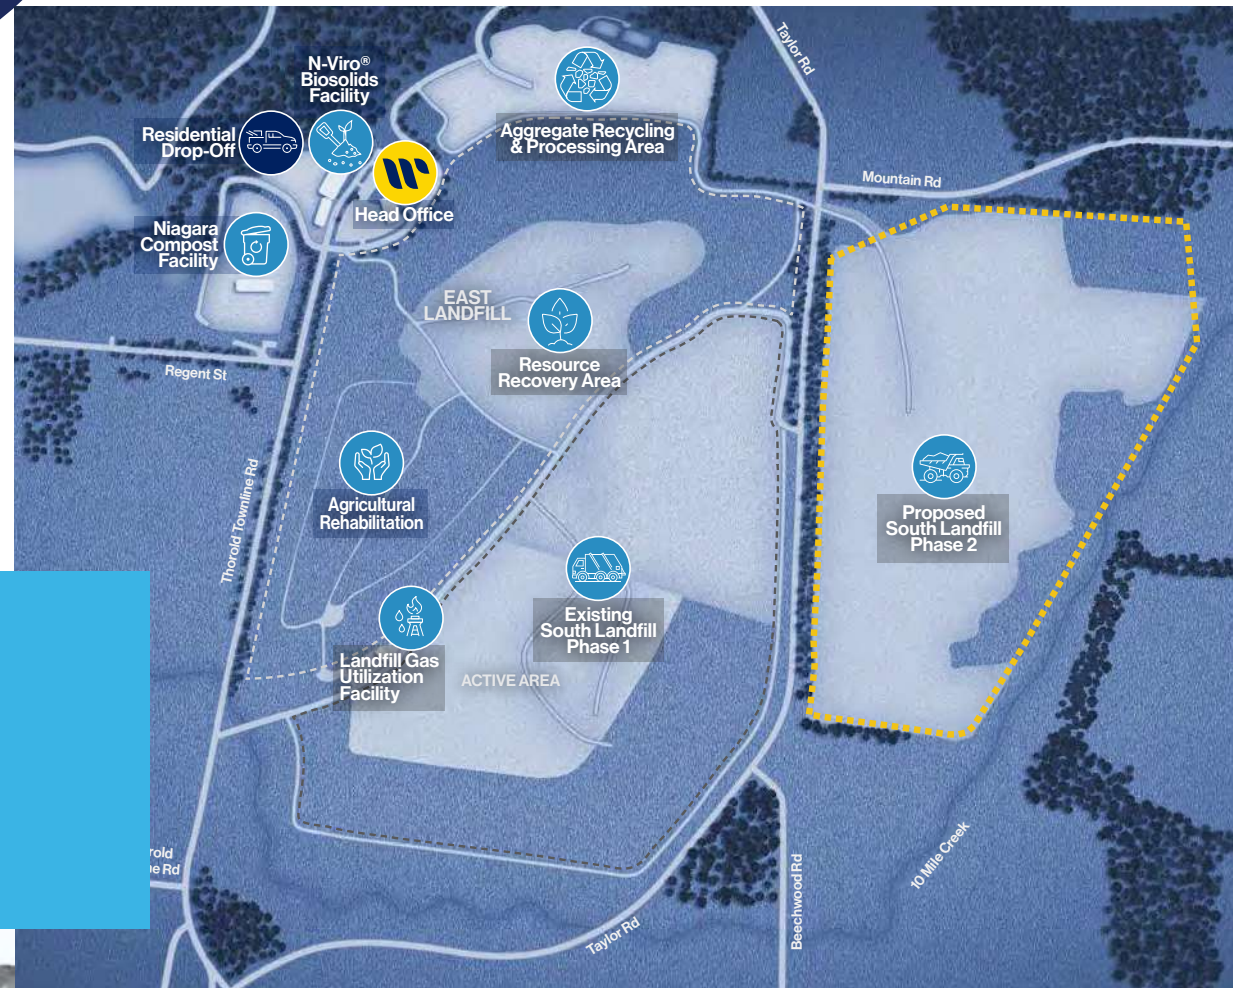 Taylor Rd
N-Viro®
Biosolids
Facility
Residential
Drop-Off
Aggregate Recycling
& Processing Area
Mountain Rd
Head Office
Niagara
Compost
Facility
EAST
LANDFILL
Resource
Recovery Area
Regent St
Thorold Townline Rd
Agricultural
Rehabilitation
Proposed
South Landfill
Phase 2
Existing
South Landfill
Phase 1
Landfill Gas
Utilization
Facility
ACTIVE AREA
rold
e Rd
10 Mile Creek
Beechwood Rd
Taylor Rd